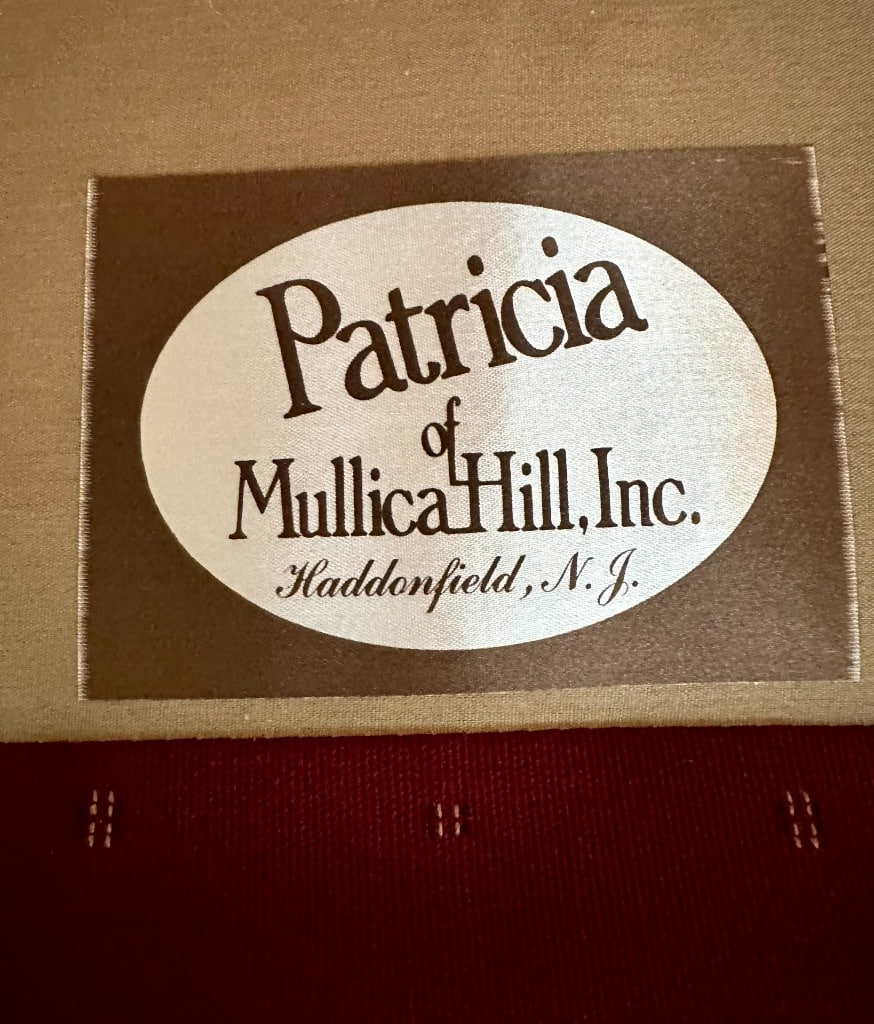 Patricia
of
Mullica Hill, Inc.
Haddonfield, N. J.